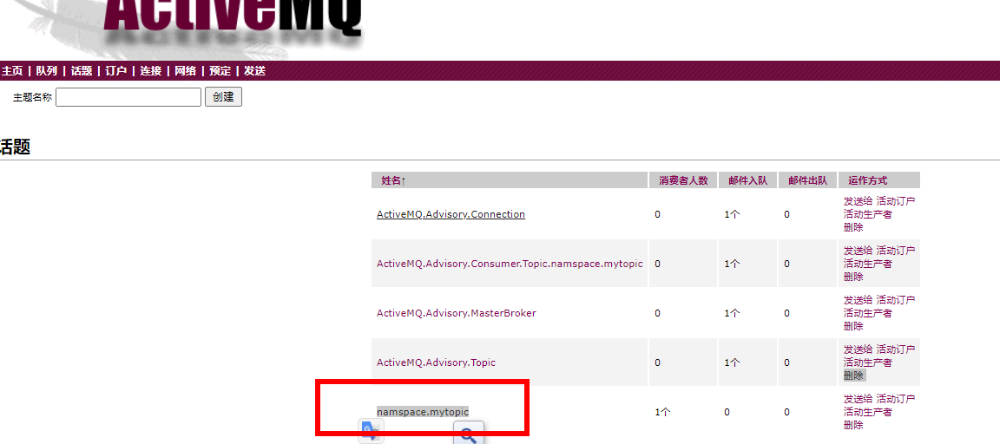 ActiveMQ
主页 | 队列 | 话题 | 订户 | 连接 | 网络 | 预定 | 发送
主题名称 创建
话题
姓名↑ 消费者人数 邮件入队 邮件出队 运作方式
ActiveMQ.Advisory.Connection 0 1个 0 发送给 活动订户
活动生产者
删除
ActiveMQ.Advisory.Consumer.Topic.namspace.mytopic 0 1个 0 发送给 活动订户
活动生产者
删除
ActiveMQ.Advisory.MasterBroker 0 1个 0 发送给 活动订户
活动生产者
删除
ActiveMQ.Advisory.Topic 0 1个 0 发送给 活动订户
活动生产者
删除
namspace.mytopic 1个 0 0 发送给 活动订户
活动生产者
删除